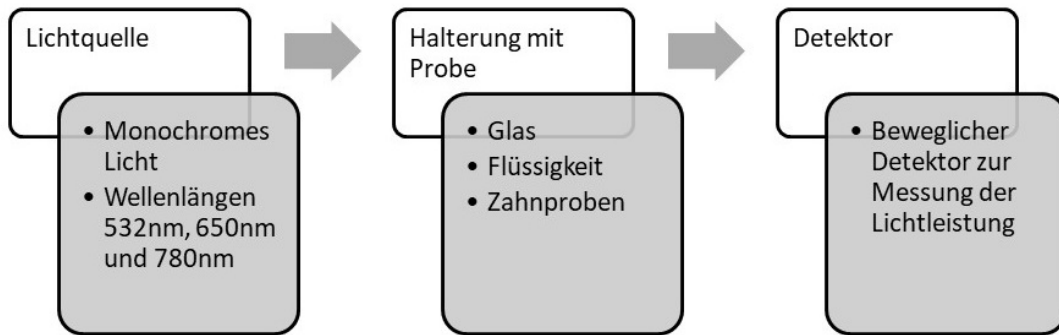 Lichtquelle
• Monochromes
Licht
• Wellenlängen
532nm, 650nm
und 780nm
Halterung mit
Probe
• Glas
• Flüssigkeit
• Zahnproben
Detektor
• Beweglicher
Detektor zur
Messung der
Lichtleistung